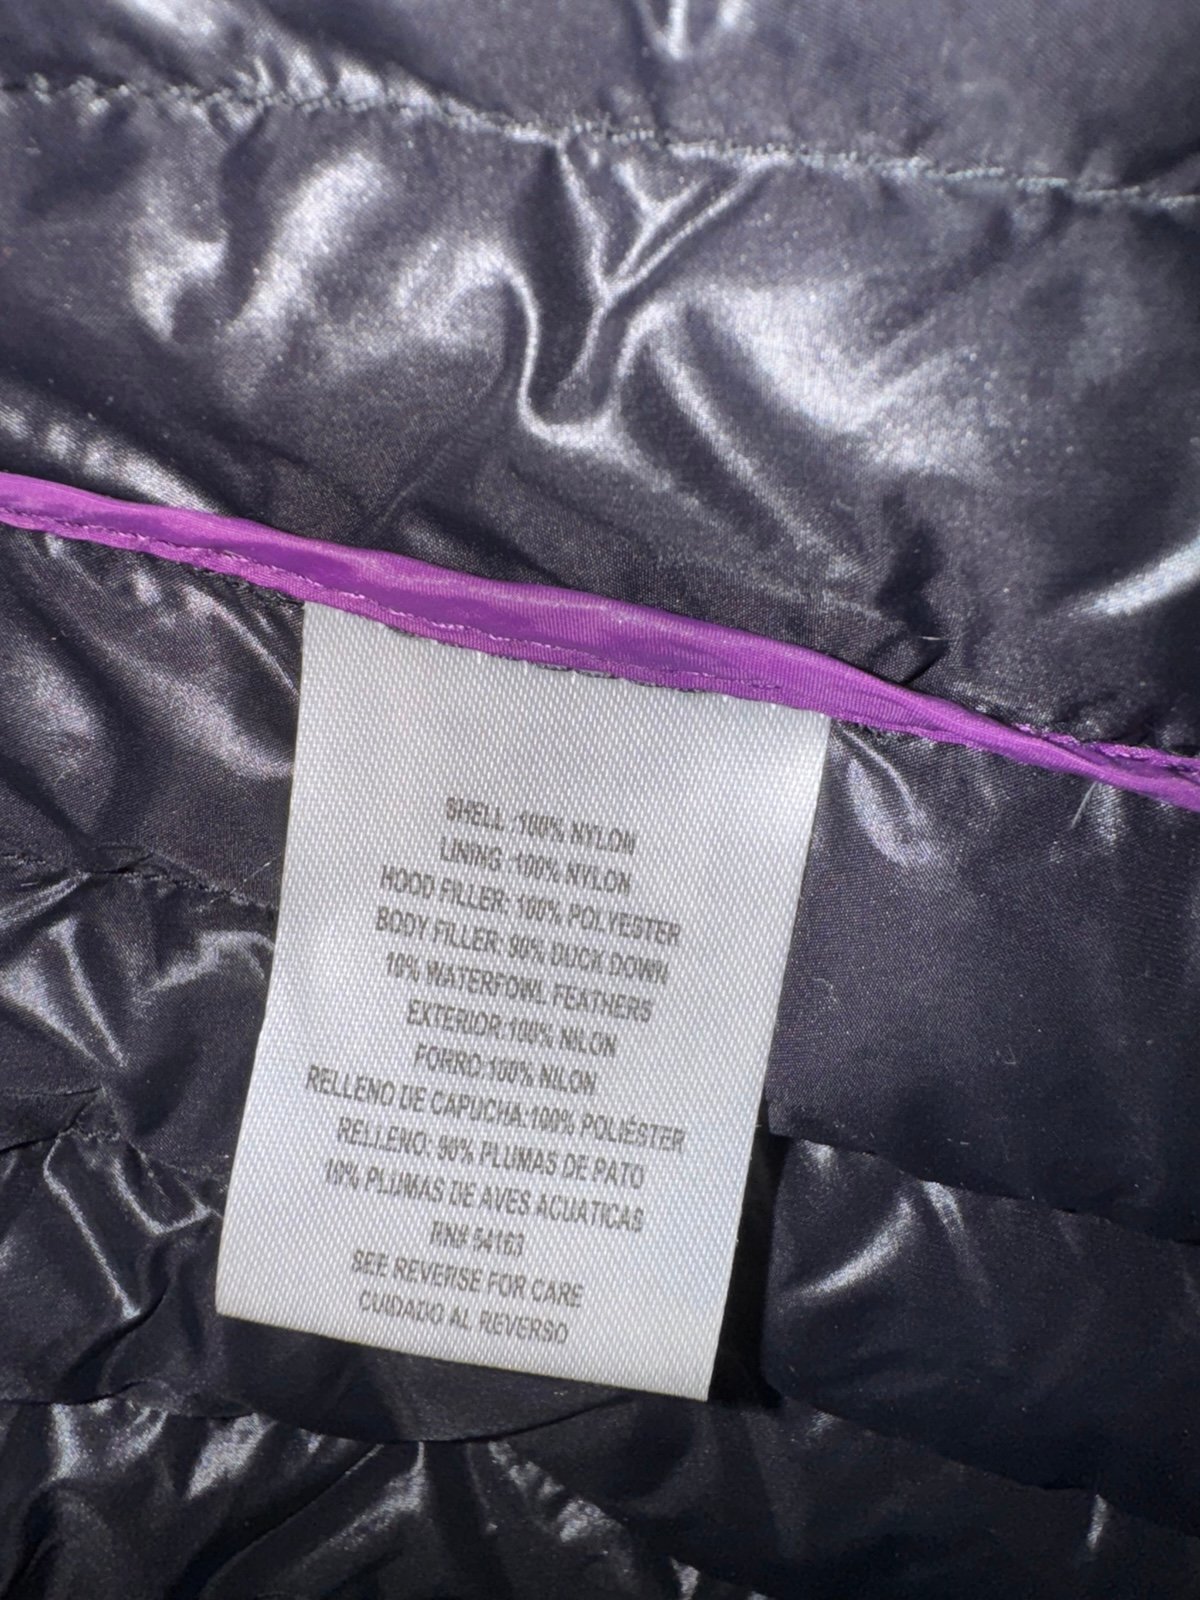 SHELL :100% NYLON
LINING :100% NYLON
HOOD FILLER: 100% POLYESTER
BODY FILLER: 90% DUCK DOWN
10% WATERFOWL FEATHERS
EXTERIOR:100% NILON
FORRO:100% NILON
RELLENO DE CAPUCHA:100% POLIÉSTER
RELLENO: 90% PLUMAS DE PATO
10% PLUMAS DE AVES ACUATICAS
RN# 54163
SEE REVERSE FOR CARE
CUIDADO AL REVERSO